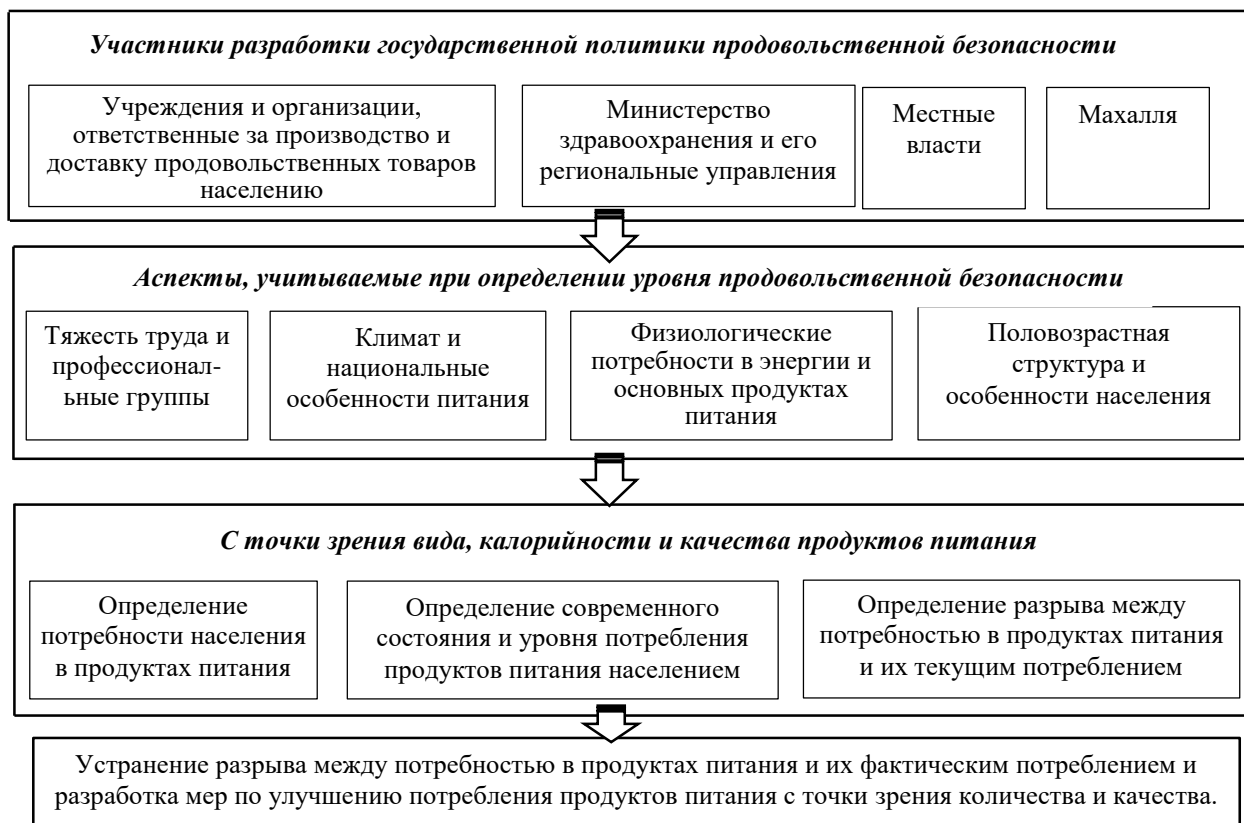 Участники разработки государственной политики продовольственной безопасности
Учреждения и организации,
ответственные за производство и
доставку продовольственных товаров
населению
Министерство
здравоохранения и его
региональные управления
Местные
власти
Махалля
Аспекты, учитываемые при определении уровня продовольственной безопасности
Тяжесть труда и
профессионал-
ьные группы
Климат и
национальные
особенности питания
Физиологические
потребности в энергии и
основных продуктах
питания
Половозрастная
структура и
особенности населения
С точки зрения вида, калорийности и качества продуктов питания
Определение
потребности населения
в продуктах питания
Определение современного
состояния и уровня потребления
продуктов питания населением
Определение разрыва между
потребностью в продуктах питания
и их текущим потреблением
Устранение разрыва между потребностью в продуктах питания и их фактическим потреблением и
разработка мер по улучшению потребления продуктов питания с точки зрения количества и качества.